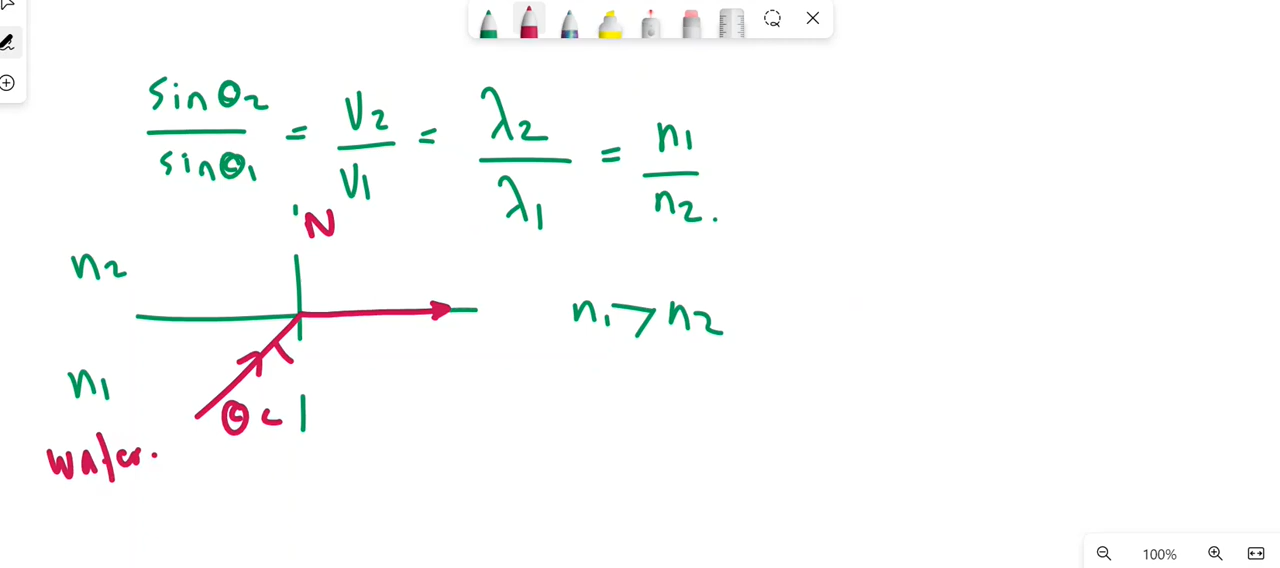 sinθ2 / sinθ1 = V2 / V1 = λ2 / λ1 = n1 / n2.
N
n2
n1 > n2
n1
θc
water.
100%